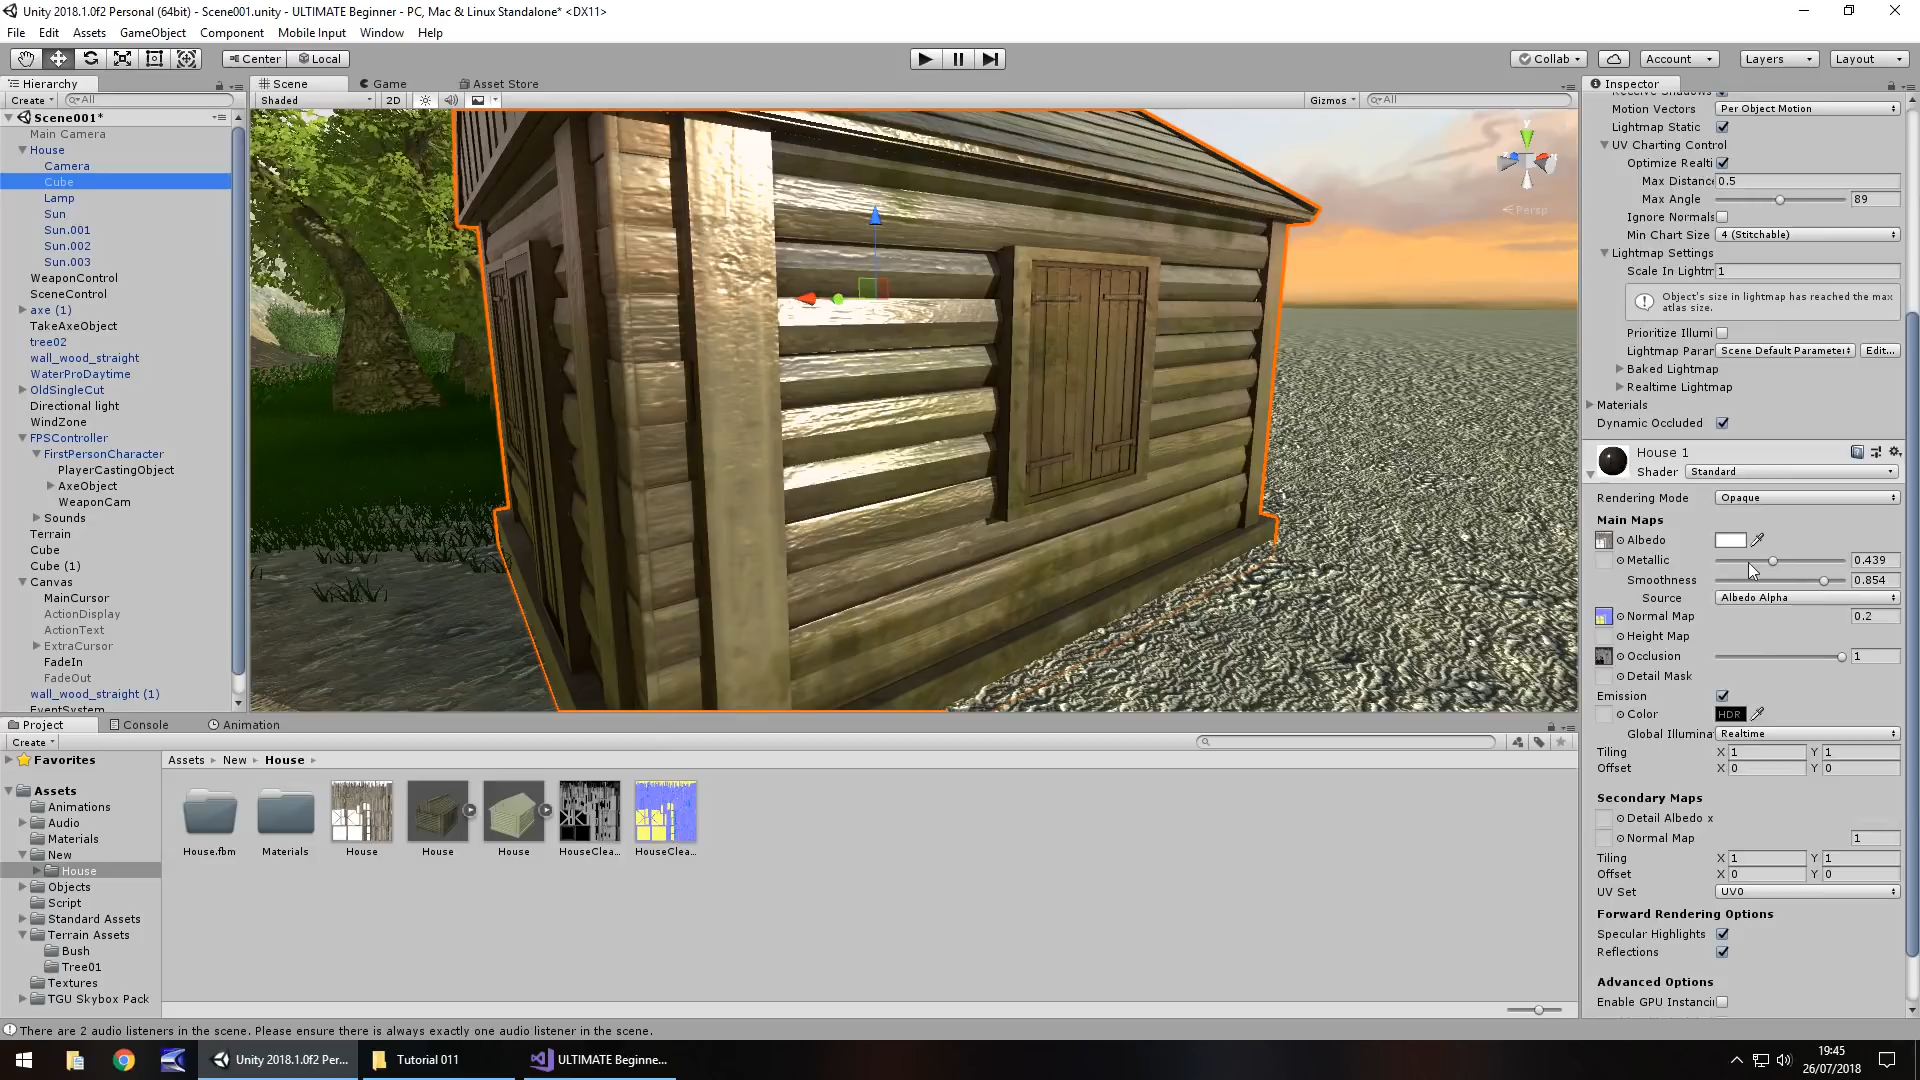 Unity 2018.1.0f2 Personal (64bit) - Scene001.unity - ULTIMATE Beginner - PC, Mac & Linux Standalone* <DX11>
File Edit Assets GameObject Component Mobile Input Window Help
Center Local Collab Account Layers Layout
Hierarchy
Create All
Scene001*
Main Camera
House
Camera
Cube
Lamp
Sun
Sun.001
Sun.002
Sun.003
WeaponControl
SceneControl
axe (1)
TakeAxeObject
tree02
wall_wood_straight
WaterProDaytime
OldSingleCut
Directional light
WindZone
FPSController
FirstPersonCharacter
PlayerCastingObject
AxeObject
WeaponCam
Sounds
Terrain
Cube
Cube (1)
Canvas
MainCursor
ActionDisplay
ActionText
ExtraCursor
FadeIn
FadeOut
wall_wood_straight (1)
EventSystem
Scene Game Asset Store
Shaded 2D Gizmos All
y
Persp
Inspector
Receive Shadows
Motion Vectors Per Object Motion
Lightmap Static
UV Charting Control
Optimize Realti
Max Distanc 0.5
Max Angle 89
Ignore Normals
Min Chart Size 4 (Stitchable)
Lightmap Settings
Scale In Lightm 1
Object's size in lightmap has reached the max
atlas size.
Prioritize Illumi
Lightmap Parar Scene Default Parameter Edit...
Baked Lightmap
Realtime Lightmap
Materials
Dynamic Occluded
House 1
Shader Standard
Rendering Mode Opaque
Main Maps
Albedo
Metallic 0.439
Smoothness 0.854
Source Albedo Alpha
Normal Map 0.2
Height Map
Occlusion 1
Detail Mask
Emission
Color HDR
Global Illumina Realtime
Tiling X 1 Y 1
Offset X 0 Y 0
Secondary Maps
Detail Albedo x
Normal Map 1
Tiling X 1 Y 1
Offset X 0 Y 0
UV Set UV0
Forward Rendering Options
Specular Highlights
Reflections
Advanced Options
Enable GPU Instanci
Project Console Animation
Create
Favorites
Assets
Animations
Audio
Materials
New
House
Objects
Script
Standard Assets
Terrain Assets
Bush
Tree01
Textures
TGU Skybox Pack
Assets New House
House.fbm Materials House House House HouseClea... HouseClea...
There are 2 audio listeners in the scene. Please ensure there is always exactly one audio listener in the scene.
Unity 2018.1.0f2 Per... Tutorial 011 ULTIMATE Beginne...
19:45
26/07/2018